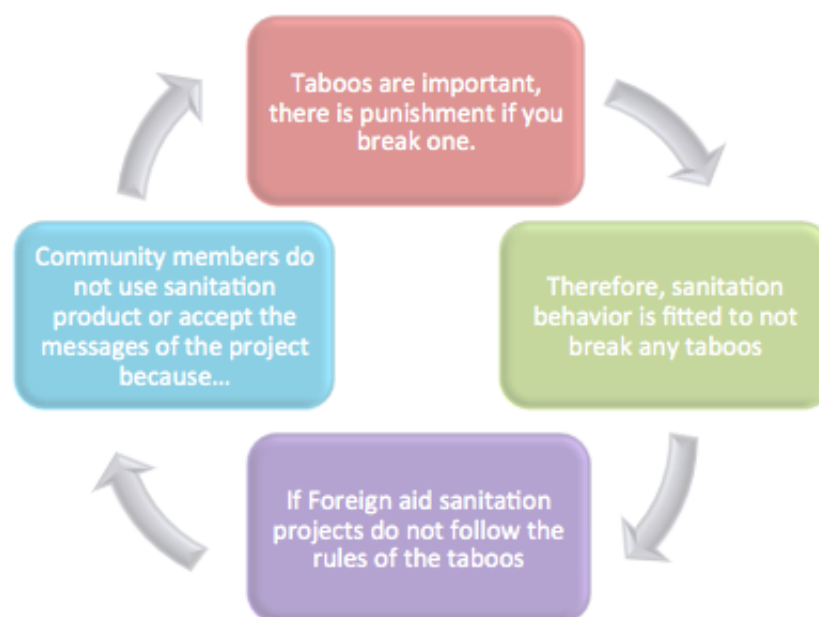 Taboos are important,
there is punishment if you
break one.
Therefore, sanitation
behavior is fitted to not
break any taboos
If Foreign aid sanitation
projects do not follow the
rules of the taboos
Community members do
not use sanitation
product or accept the
messages of the project
because...